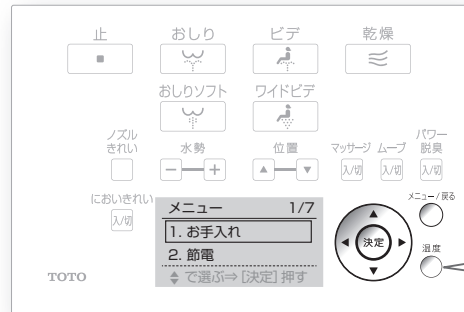 止 おしり ビデ 乾燥
おしりソフト ワイドビデ
ノズル
きれい
水勢 位置 マッサージ ムーブ パワー
脱臭
入/切 入/切 入/切
においきれい
入/切
メニュー 1/7
1. お手入れ
2. 節電
で選ぶ⇒[決定]押す
決定
メニュー/戻る
温度
TOTO